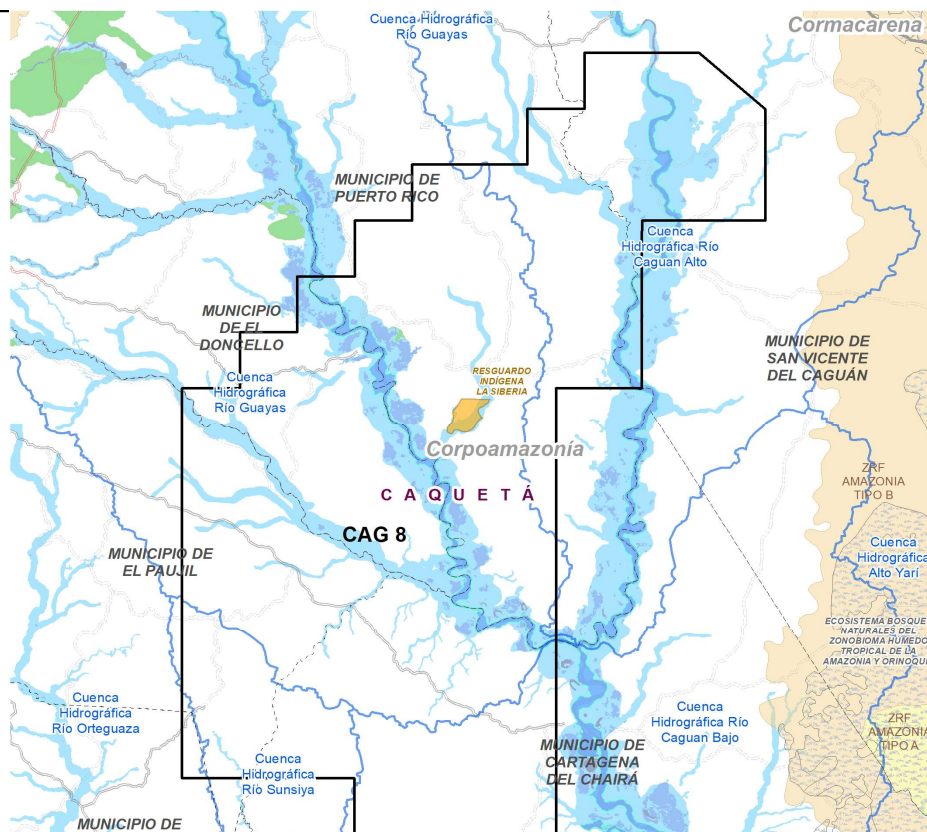 Cuenca Hidrográfica
Río Guayas
Cormacarena
MUNICIPIO DE
PUERTO RICO
Cuenca
Hidrográfica Río
Caguan Alto
MUNICIPIO
DE EL
DONCELLO
MUNICIPIO DE
SAN VICENTE
DEL CAGUÁN
Cuenca
Hidrográfica
Río Guayas
RESGUARDO
INDÍGENA
LA SIBERIA
Corpoamazonía
ZRF
AMAZONIA
TIPO B
CAQUETÁ
CAG 8
MUNICIPIO DE
EL PAUJIL
Cuenca
Hidrográfica
Alto Yarí
ECOSISTEMA BOSQUE
NATURALES DEL
ZONOBIOMA HÚMEDO
TROPICAL DE LA
AMAZONIA Y ORINOQUI
Cuenca
Hidrográfica
Río Orteguaza
Cuenca
Hidrográfica Río
Caguan Bajo
ZRF
AMAZONIA
TIPO A
MUNICIPIO DE
CARTAGENA
DEL CHAIRÁ
Cuenca
Hidrográfica
Río Sunsiya
MUNICIPIO DE